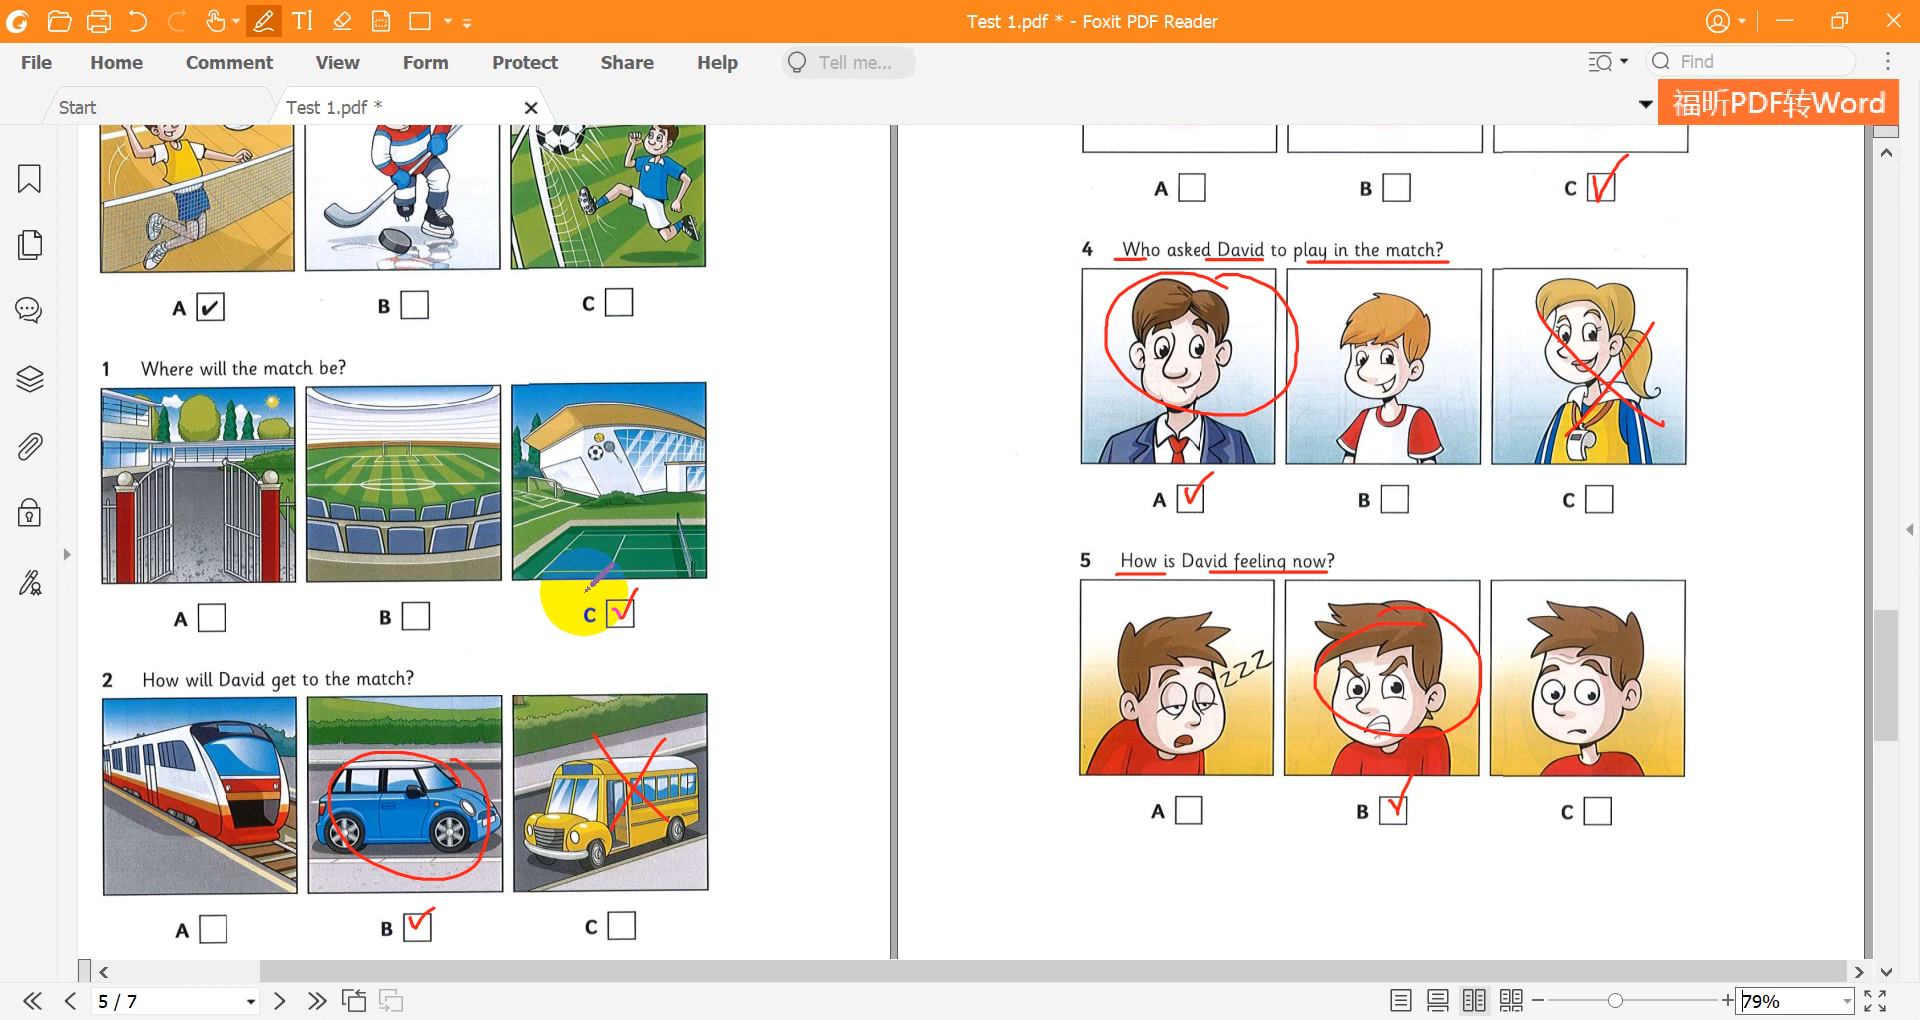 Test 1.pdf * - Foxit PDF Reader
File Home Comment View Form Protect Share Help Tell me... Find
Start Test 1.pdf * 福昕PDF转Word
A B C
1 Where will the match be?
A B C
2 How will David get to the match?
A B C
A B C
4 Who asked David to play in the match?
A B C
5 How is David feeling now?
zzz
A B C
5 / 7 79%